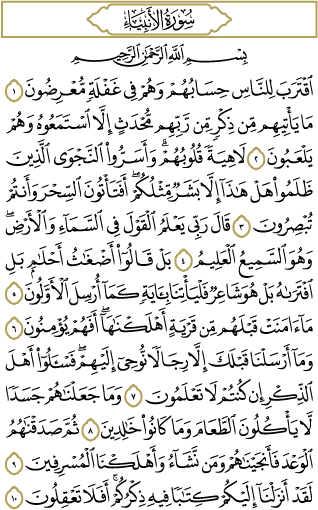 سُورَةُ الأَنبِيَاءِ
بِسْمِ اللَّهِ الرَّحْمَٰنِ الرَّحِيمِ
ٱقْتَرَبَ لِلنَّاسِ حِسَابُهُمْ وَهُمْ فِى غَفْلَةٍ مُّعْرِضُونَ ١
مَا يَأْتِيهِم مِّن ذِكْرٍ مِّن رَّبِّهِم مُّحْدَثٍ إِلَّا ٱسْتَمَعُوهُ وَهُمْ
يَلْعَبُونَ ٢ لَاهِيَةً قُلُوبُهُمْ ۗ وَأَسَرُّوا۟ ٱلنَّجْوَى ٱلَّذِينَ
ظَلَمُوا۟ هَلْ هَٰذَآ إِلَّا بَشَرٌ مِّثْلُكُمْ ۖ أَفَتَأْتُونَ ٱلسِّحْرَ وَأَنتُمْ
تُبْصِرُونَ ٣ قَالَ رَبِّى يَعْلَمُ ٱلْقَوْلَ فِى ٱلسَّمَآءِ وَٱلْأَرْضِ ۖ
وَهُوَ ٱلسَّمِيعُ ٱلْعَلِيمُ ٤ بَلْ قَالُوٓا۟ أَضْغَٰثُ أَحْلَٰمٍۭ بَلِ
ٱفْتَرَىٰهُ بَلْ هُوَ شَاعِرٌ فَلْيَأْتِنَا بِـَٔايَةٍ كَمَآ أُرْسِلَ ٱلْأَوَّلُونَ ٥
مَآ ءَامَنَتْ قَبْلَهُم مِّن قَرْيَةٍ أَهْلَكْنَٰهَآ ۖ أَفَهُمْ يُؤْمِنُونَ ٦
وَمَآ أَرْسَلْنَا قَبْلَكَ إِلَّا رِجَالًا نُّوحِىٓ إِلَيْهِمْ ۖ فَسْـَٔلُوٓا۟ أَهْلَ
ٱلذِّكْرِ إِن كُنتُمْ لَا تَعْلَمُونَ ٧ وَمَا جَعَلْنَٰهُمْ جَسَدًا
لَّا يَأْكُلُونَ ٱلطَّعَامَ وَمَا كَانُوا۟ خَٰلِدِينَ ٨ ثُمَّ صَدَقْنَٰهُمُ
ٱلْوَعْدَ فَأَنجَيْنَٰهُمْ وَمَن نَّشَآءُ وَأَهْلَكْنَا ٱلْمُسْرِفِينَ ٩
لَقَدْ أَنزَلْنَآ إِلَيْكُمْ كِتَٰبًا فِيهِ ذِكْرُكُمْ ۖ أَفَلَا تَعْقِلُونَ ١٠